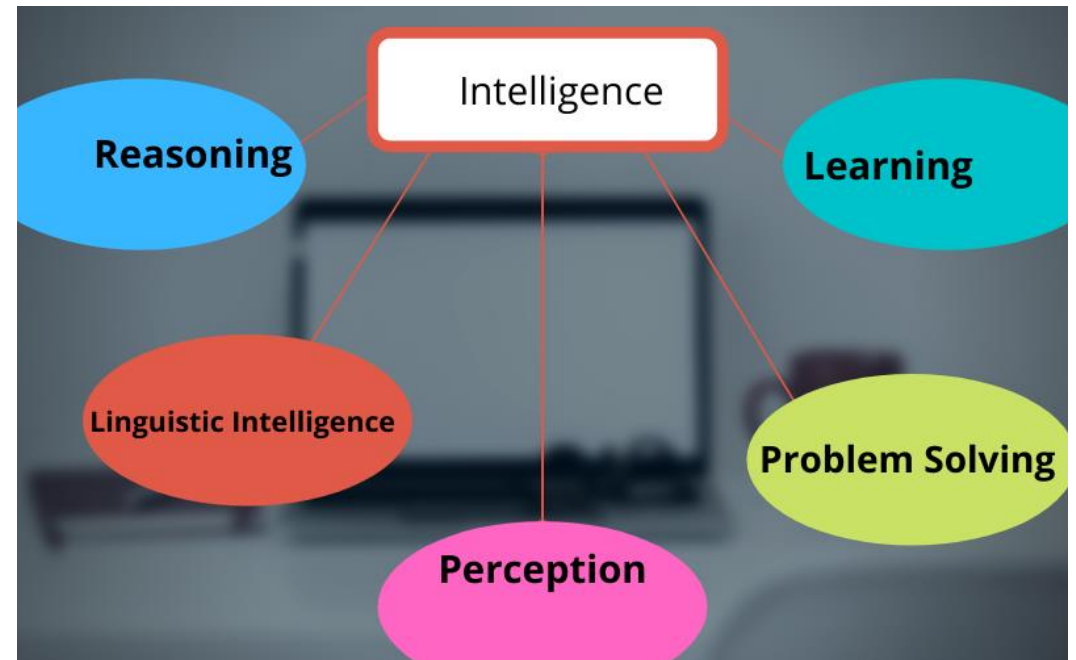 Intelligence
Reasoning
Learning
Linguistic Intelligence
Problem Solving
Perception